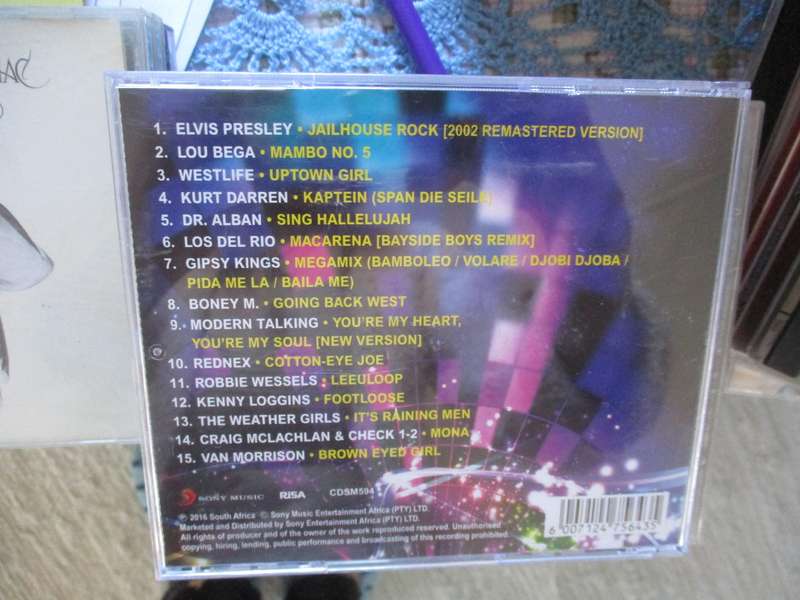 MAC
1. ELVIS PRESLEY • JAILHOUSE ROCK [2002 REMASTERED VERSION]
2. LOU BEGA • MAMBO NO. 5
3. WESTLIFE • UPTOWN GIRL
4. KURT DARREN • KAPTEIN (SPAN DIE SEILE)
5. DR. ALBAN • SING HALLELUJAH
6. LOS DEL RIO • MACARENA [BAYSIDE BOYS REMIX]
7. GIPSY KINGS • MEGAMIX (BAMBOLEO / VOLARE / DJOBI DJOBA /
PIDA ME LA / BAILA ME)
8. BONEY M. • GOING BACK WEST
9. MODERN TALKING • YOU'RE MY HEART,
YOU'RE MY SOUL [NEW VERSION]
10. REDNEX • COTTON-EYE JOE
11. ROBBIE WESSELS • LEEULOOP
12. KENNY LOGGINS • FOOTLOOSE
13. THE WEATHER GIRLS • IT'S RAINING MEN
14. CRAIG MCLACHLAN & CHECK 1-2 • MONA
15. VAN MORRISON • BROWN EYED GIRL
SONY MUSIC RISA CDSM594
℗ 2016 South Africa © Sony Music Entertainment Africa (PTY) LTD.
Marketed and Distributed by Sony Entertainment Africa (PTY) LTD.
All rights of producer and of the owner of the work reproduced reserved. Unauthorised
copying, hiring, lending, public performance and broadcasting of this recording prohibited.
6 007124 756435